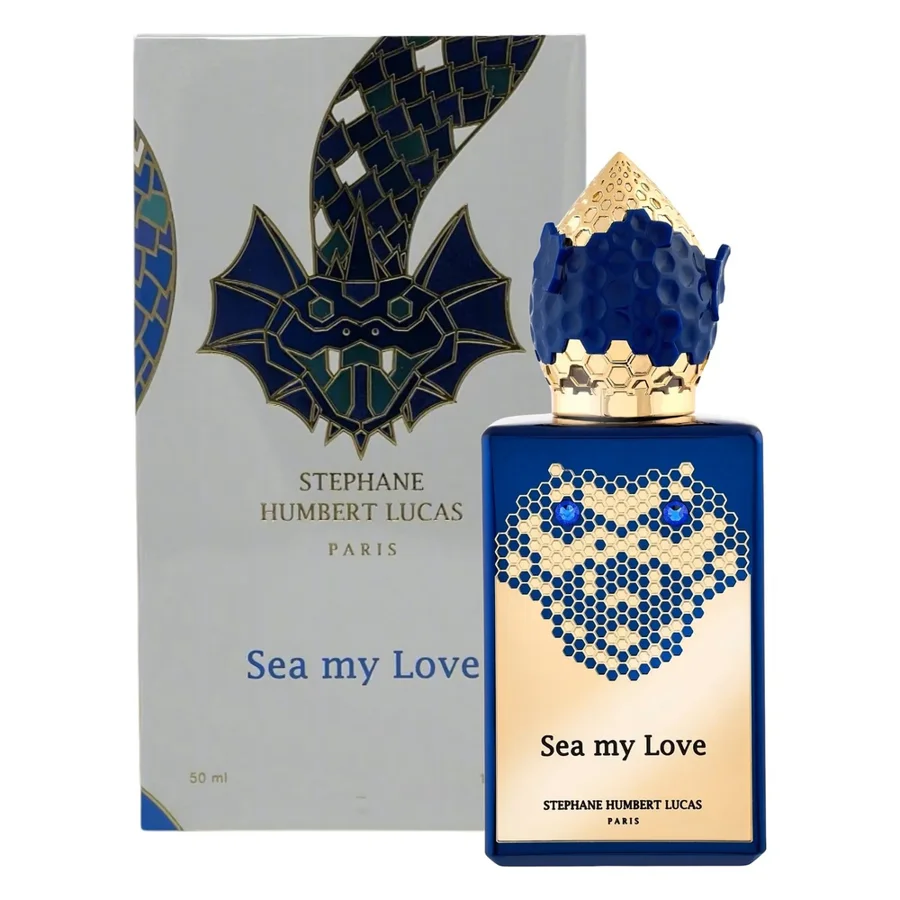 STEPHANE
HUMBERT LUCAS
PARIS
Sea my Love
50 ml
Sea my Love
STEPHANE HUMBERT LUCAS
PARIS